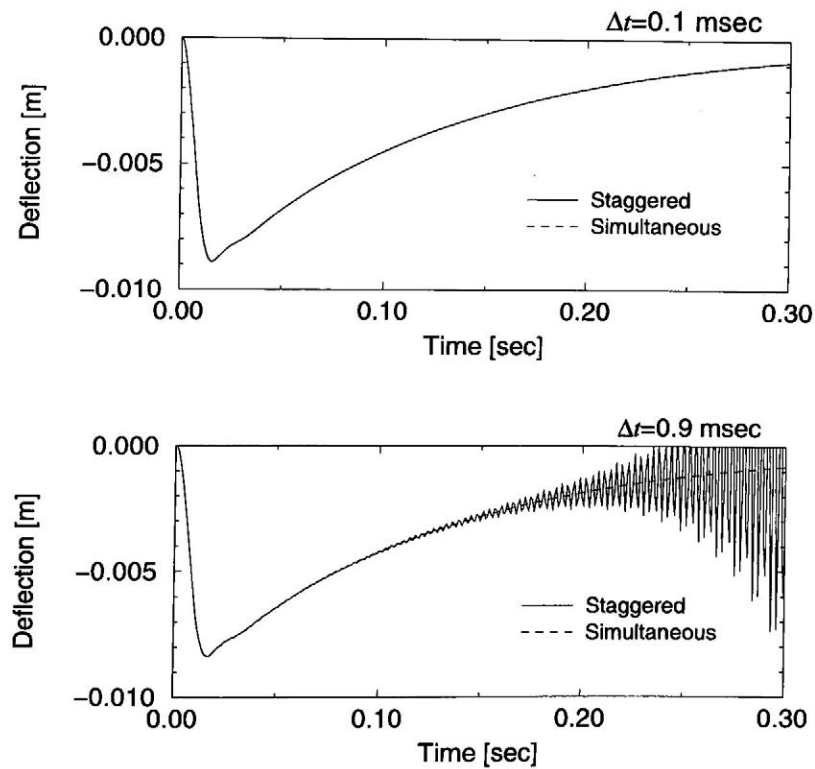 Δt=0.1 msec
0.000
−0.005
−0.010
Deflection [m]
Staggered
Simultaneous
0.00 0.10 0.20 0.30
Time [sec]
Δt=0.9 msec
0.000
−0.005
−0.010
Deflection [m]
Staggered
Simultaneous
0.00 0.10 0.20 0.30
Time [sec]